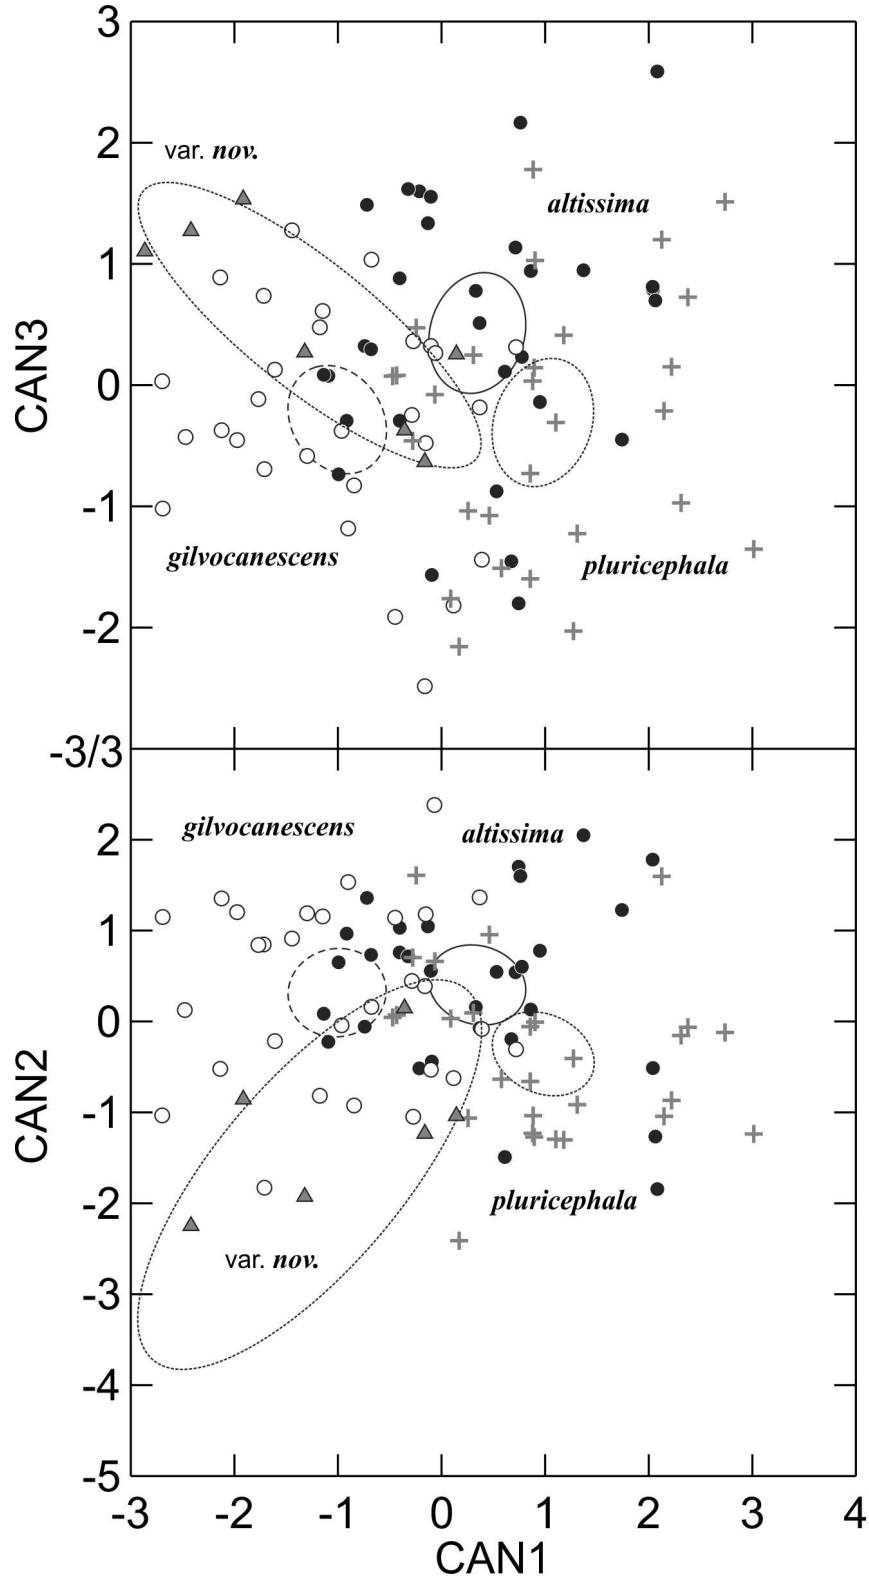 3
var. nov.
2
altissima
1
CAN3
0
-1
gilvocanescens
pluricephala
-2
-3/3
gilvocanescens
altissima
2
1
0
CAN2
-1
pluricephala
-2
var. nov.
-3
-4
-5
-3 -2 -1 0 1 2 3 4
CAN1